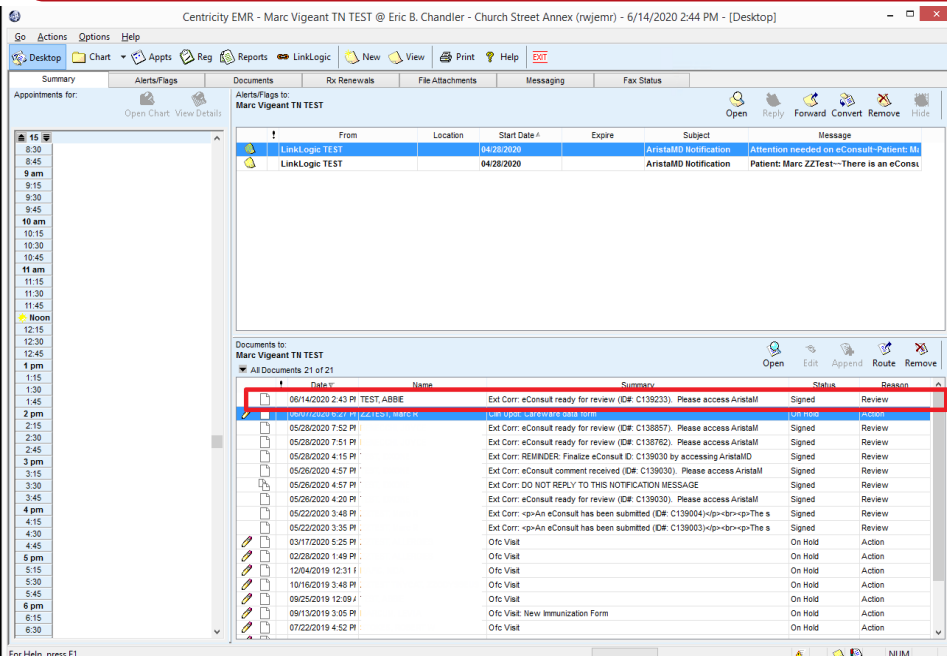 Centricity EMR - Marc Vigeant TN TEST @ Eric B. Chandler - Church Street Annex (rwjemr) - 6/14/2020 2:44 PM - [Desktop]
Go Actions Options Help
Desktop Chart Appts Reg Reports LinkLogic New View Print Help EXIT
Summary Alerts/Flags Documents Rx Renewals File Attachments Messaging Fax Status
Appointments for:
Open Chart View Details
15
8:30
8:45
9 am
9:15
9:30
9:45
10 am
10:15
10:30
10:45
11 am
11:15
11:30
11:45
Noon
12:15
12:30
12:45
1 pm
1:15
1:30
1:45
2 pm
2:15
2:30
2:45
3 pm
3:15
3:30
3:45
4 pm
4:15
4:30
4:45
5 pm
5:15
5:30
5:45
6 pm
6:15
6:30
Alerts/Flags to:
Marc Vigeant TN TEST
Open Reply Forward Convert Remove Hide
! From Location Start Date Expire Subject Message
LinkLogic TEST 04/28/2020 AristaMD Notification Attention needed on eConsult~Patient: Ma
LinkLogic TEST 04/28/2020 AristaMD Notification Patient: Marc ZZTest~~There is an eConsu
Documents to:
Marc Vigeant TN TEST
Open Edit Append Route Remove
All Documents 21 of 21
! Date Name Summary Status Reason
06/14/2020 2:43 PM TEST, ABBIE Ext Corr: eConsult ready for review (ID#: C139233). Please access AristaM Signed Review
06/07/2020 6:27 PM ZZTEST, Marc R Clin Updt: Careware data form On Hold Action
05/28/2020 7:52 P Ext Corr: eConsult ready for review (ID#: C138857). Please access AristaM Signed Review
05/28/2020 7:51 P Ext Corr: eConsult ready for review (ID#: C138762). Please access AristaM Signed Review
05/28/2020 4:15 P Ext Corr: REMINDER: Finalize eConsult ID: C139030 by accessing AristaMD Signed Review
05/26/2020 4:57 P Ext Corr: eConsult comment received (ID#: C139030). Please access AristaM Signed Review
05/26/2020 4:57 P Ext Corr: DO NOT REPLY TO THIS NOTIFICATION MESSAGE Signed Review
05/26/2020 4:20 P Ext Corr: eConsult ready for review (ID#: C139030). Please access AristaM Signed Review
05/22/2020 3:48 P Ext Corr: <p>An eConsult has been submitted (ID#: C139004)</p><br><p>The s Signed Review
05/22/2020 3:35 P Ext Corr: <p>An eConsult has been submitted (ID#: C139003)</p><br><p>The s Signed Review
03/17/2020 5:25 P Ofc Visit On Hold Action
02/28/2020 1:49 P Ofc Visit On Hold Action
12/04/2019 12:31 Ofc Visit On Hold Action
10/16/2019 3:48 P Ofc Visit On Hold Action
09/25/2019 12:09 Ofc Visit On Hold Action
09/13/2019 3:05 P Ofc Visit: New Immunization Form On Hold Action
07/22/2019 4:52 P Ofc Visit On Hold Action
For Help, press F1
NUM